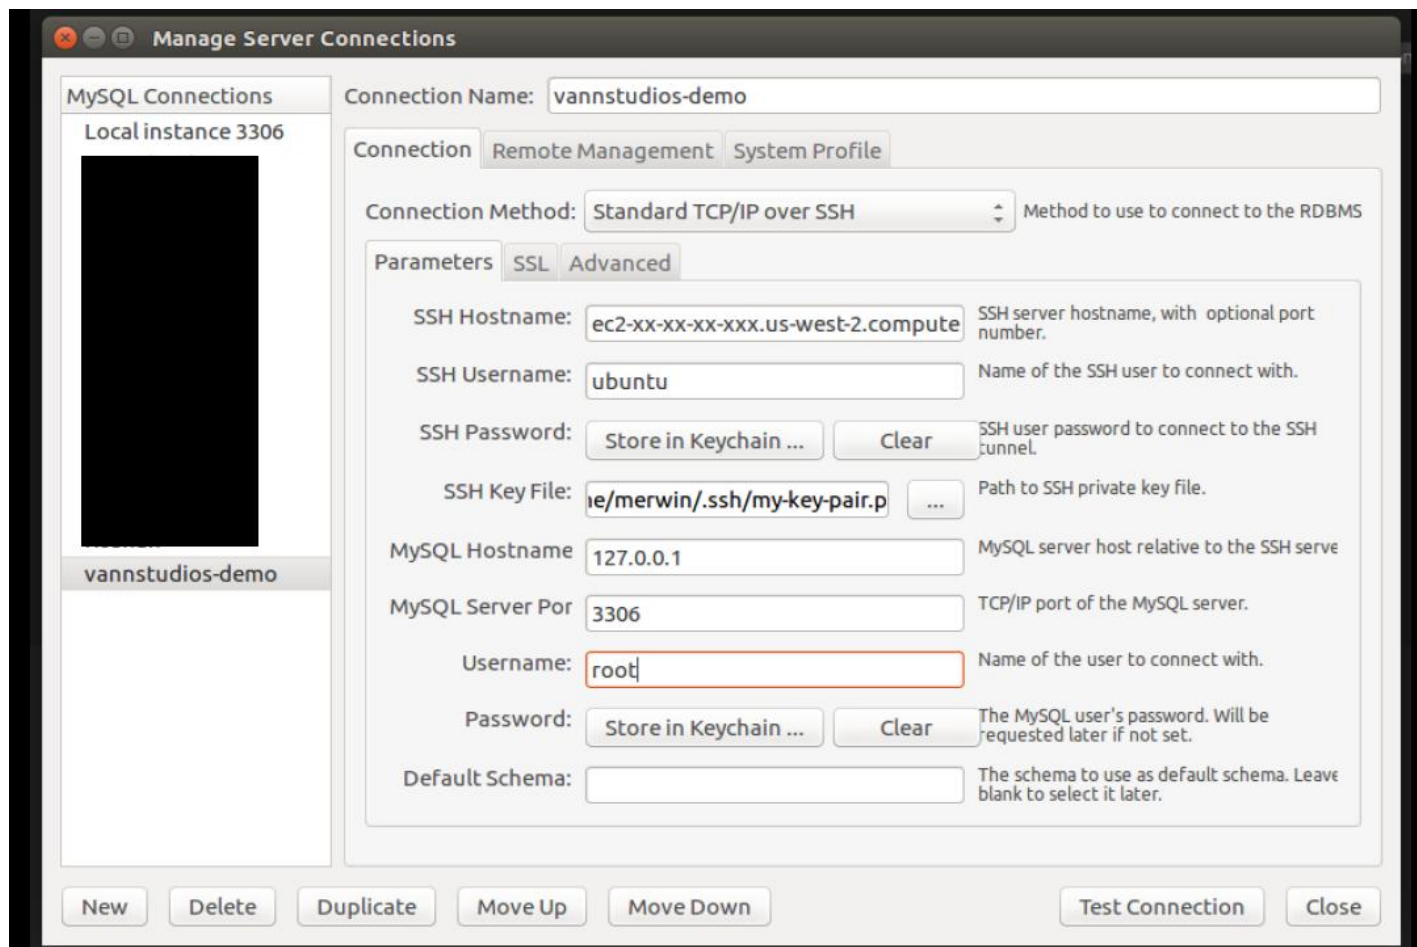 Manage Server Connections
MySQL Connections
Local instance 3306
vannstudios-demo
Connection Name: vannstudios-demo
Connection Remote Management System Profile
Connection Method: Standard TCP/IP over SSH Method to use to connect to the RDBMS
Parameters SSL Advanced
SSH Hostname: ec2-xx-xx-xx-xxx.us-west-2.compute SSH server hostname, with optional port
number.
SSH Username: ubuntu Name of the SSH user to connect with.
SSH Password: Store in Keychain ... Clear SSH user password to connect to the SSH
tunnel.
SSH Key File: ne/merwin/.ssh/my-key-pair.p ... Path to SSH private key file.
MySQL Hostname 127.0.0.1 MySQL server host relative to the SSH serve
MySQL Server Por 3306 TCP/IP port of the MySQL server.
Username: root Name of the user to connect with.
Password: Store in Keychain ... Clear The MySQL user's password. Will be
requested later if not set.
Default Schema: The schema to use as default schema. Leave
blank to select it later.
New Delete Duplicate Move Up Move Down Test Connection Close